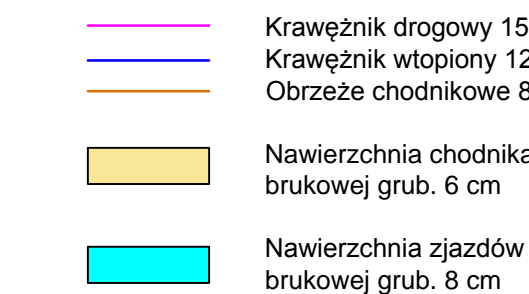 Krawężnik drogowy 15
Krawężnik wtopiony 12
Obrzeże chodnikowe 8
Nawierzchnia chodnika
brukowej grub. 6 cm
Nawierzchnia zjazdów
brukowej grub. 8 cm